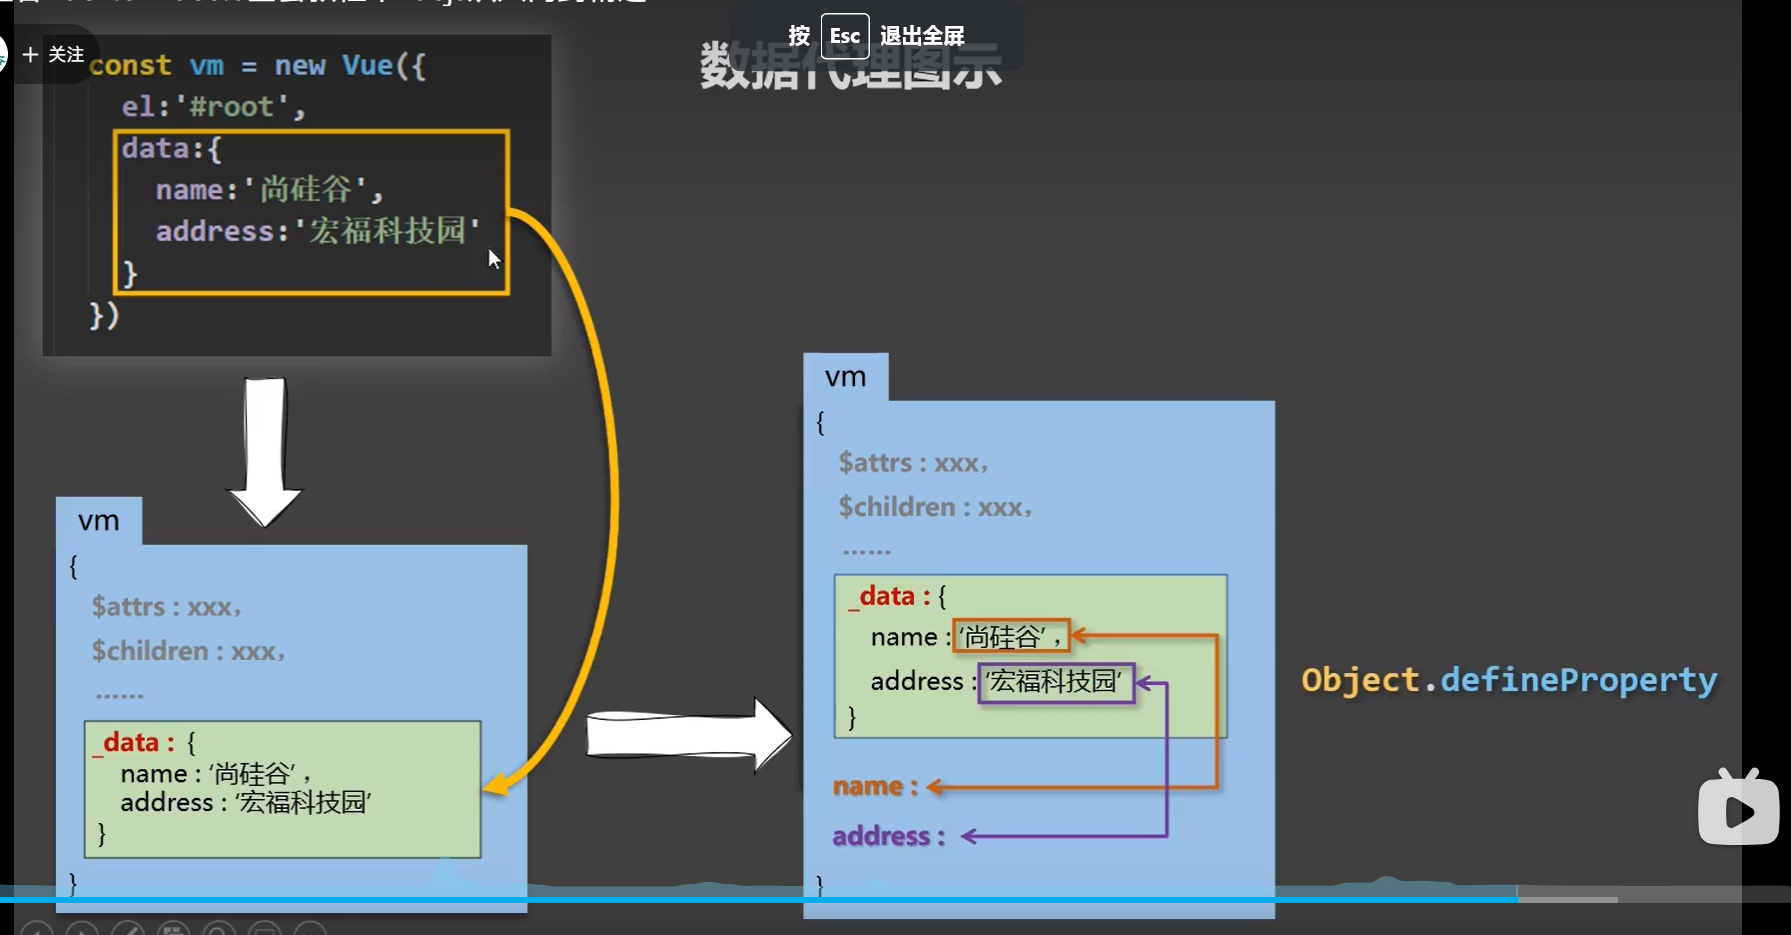 按 Esc 退出全屏
+ 关注
数据代理图示
const vm = new Vue({
el:'#root',
data:{
name:'尚硅谷',
address:'宏福科技园'
}
})
vm
{
$attrs : xxx，
$children : xxx，
······
_data : {
name : ‘尚硅谷’，
address : ‘宏福科技园’
}
}
vm
{
$attrs : xxx，
$children : xxx，
······
_data : {
name : ‘尚硅谷’，
address : ‘宏福科技园’
}
name :
address :
}
Object.defineProperty